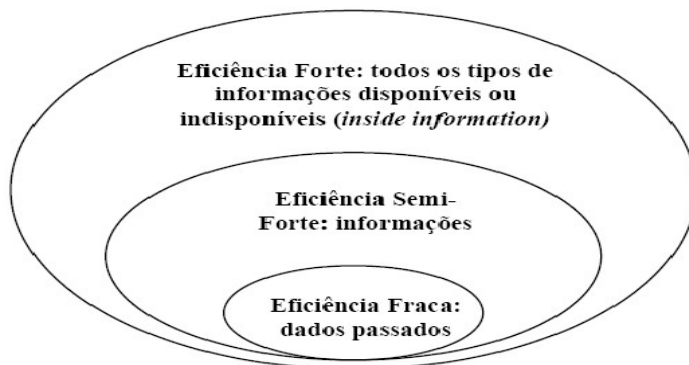 Eficiência Forte: todos os tipos de
informações disponíveis ou
indisponíveis (inside information)
Eficiência Semi-
Forte: informações
Eficiência Fraca:
dados passados